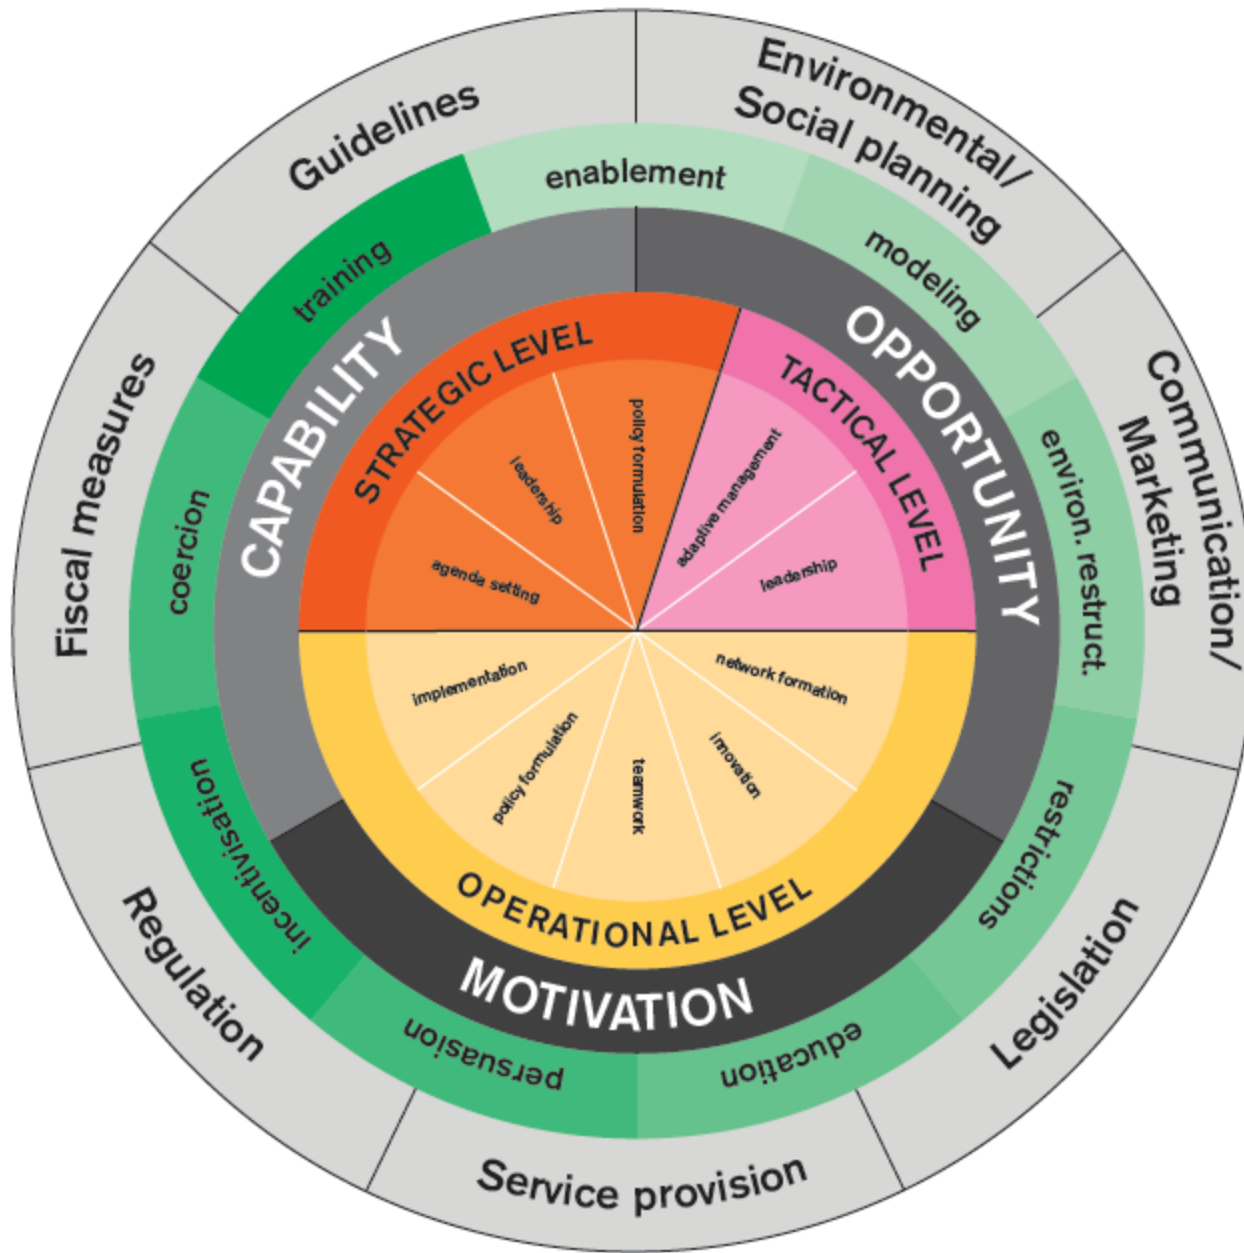 Guidelines
Environmental/
Social planning
Communication/
Marketing
Legislation
Service provision
Regulation
Fiscal measures
enablement
modeling
environ. restruct.
restrictions
education
persuasion
incentivisation
coercion
training
CAPABILITY
OPPORTUNITY
MOTIVATION
STRATEGIC LEVEL
TACTICAL LEVEL
OPERATIONAL LEVEL
agenda setting
leadership
policy formulation
adaptive management
leadership
network formation
innovation
teamwork
policy formulation
implementation